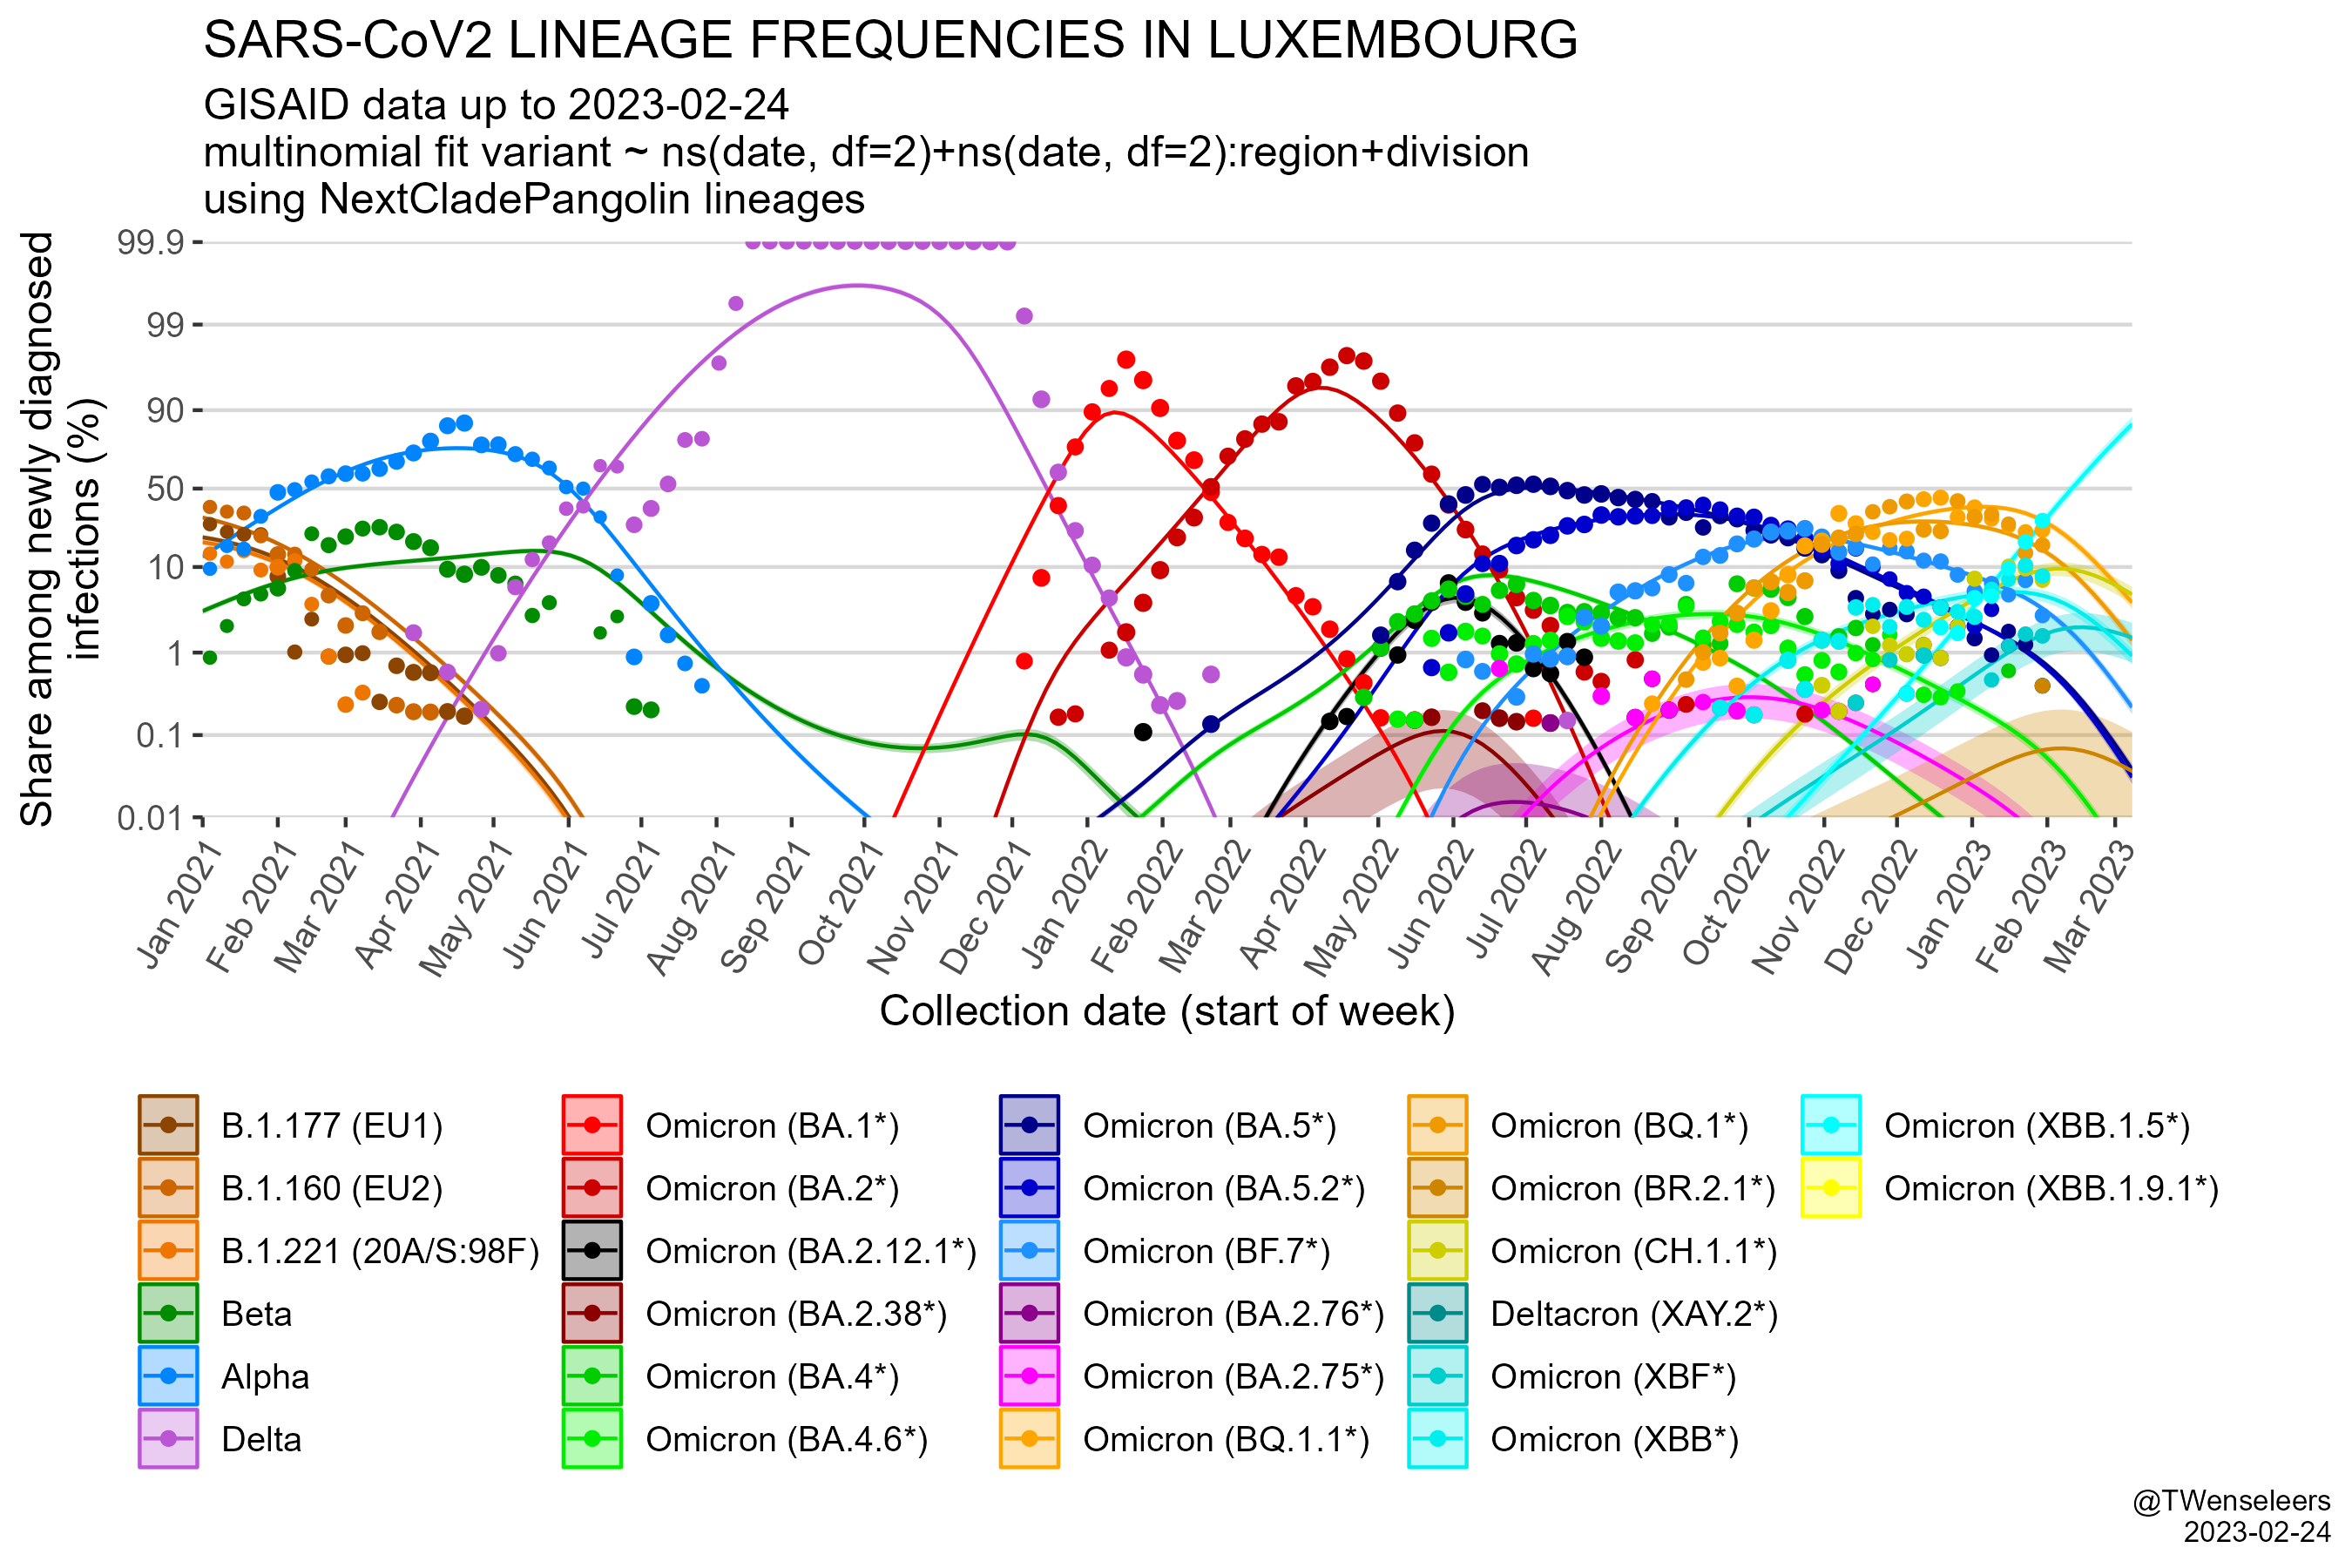 SARS-CoV2 LINEAGE FREQUENCIES IN LUXEMBOURG
GISAID data up to 2023-02-24
multinomial fit variant ~ ns(date, df=2)+ns(date, df=2):region+division
using NextCladePangolin lineages
Share among newly diagnosed
infections (%)
99.9
99
90
50
10
1
0.1
0.01
Jan 2021
Feb 2021
Mar 2021
Apr 2021
May 2021
Jun 2021
Jul 2021
Aug 2021
Sep 2021
Oct 2021
Nov 2021
Dec 2021
Jan 2022
Feb 2022
Mar 2022
Apr 2022
May 2022
Jun 2022
Jul 2022
Aug 2022
Sep 2022
Oct 2022
Nov 2022
Dec 2022
Jan 2023
Feb 2023
Mar 2023
Collection date (start of week)
B.1.177 (EU1)
B.1.160 (EU2)
B.1.221 (20A/S:98F)
Beta
Alpha
Delta
Omicron (BA.1*)
Omicron (BA.2*)
Omicron (BA.2.12.1*)
Omicron (BA.2.38*)
Omicron (BA.4*)
Omicron (BA.4.6*)
Omicron (BA.5*)
Omicron (BA.5.2*)
Omicron (BF.7*)
Omicron (BA.2.76*)
Omicron (BA.2.75*)
Omicron (BQ.1.1*)
Omicron (BQ.1*)
Omicron (BR.2.1*)
Omicron (CH.1.1*)
Deltacron (XAY.2*)
Omicron (XBF*)
Omicron (XBB*)
Omicron (XBB.1.5*)
Omicron (XBB.1.9.1*)
@TWenseleers
2023-02-24